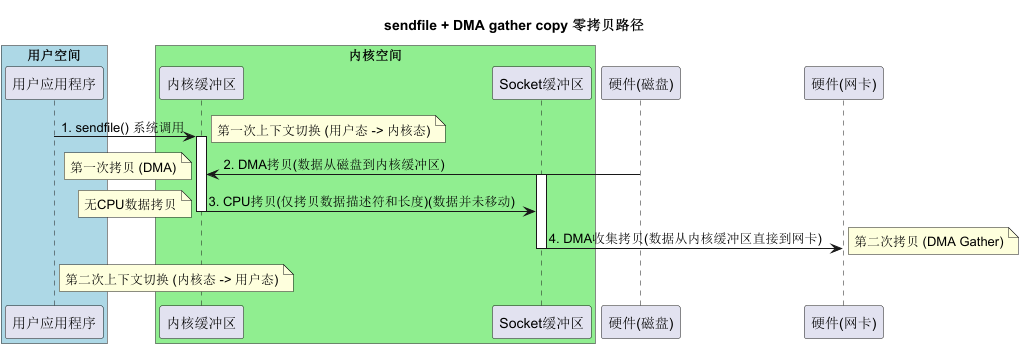 sendfile + DMA gather copy 零拷贝路径
用户空间
内核空间
用户应用程序
内核缓冲区
Socket缓冲区
硬件(磁盘)
硬件(网卡)
1. sendfile() 系统调用
第一次上下文切换 (用户态 -> 内核态)
第一次拷贝 (DMA)
2. DMA拷贝(数据从磁盘到内核缓冲区)
无CPU数据拷贝
3. CPU拷贝(仅拷贝数据描述符和长度)(数据并未移动)
4. DMA收集拷贝(数据从内核缓冲区直接到网卡)
第二次拷贝 (DMA Gather)
第二次上下文切换 (内核态 -> 用户态)
用户应用程序
内核缓冲区
Socket缓冲区
硬件(磁盘)
硬件(网卡)